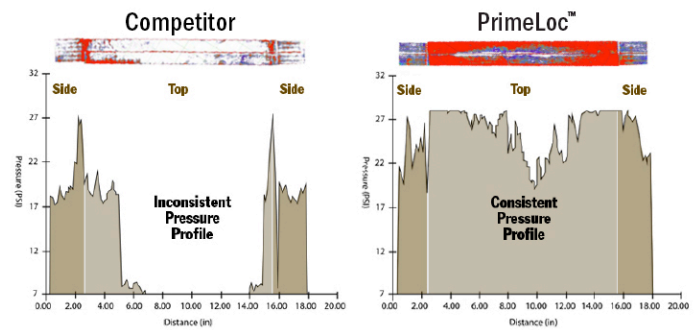 Competitor
PrimeLoc™
32
27
22
17
12
7
Pressure (PSI)
Side
Top
Side
Inconsistent
Pressure
Profile
0.00 2.00 4.00 6.00 8.00 10.00 12.00 14.00 16.00 18.00 20.00
Distance (in)
32
27
22
17
12
7
Pressure (PSI)
Side
Top
Side
Consistent
Pressure
Profile
0.00 2.00 4.00 6.00 8.00 10.00 12.00 14.00 16.00 18.00 20.00
Distance (in)